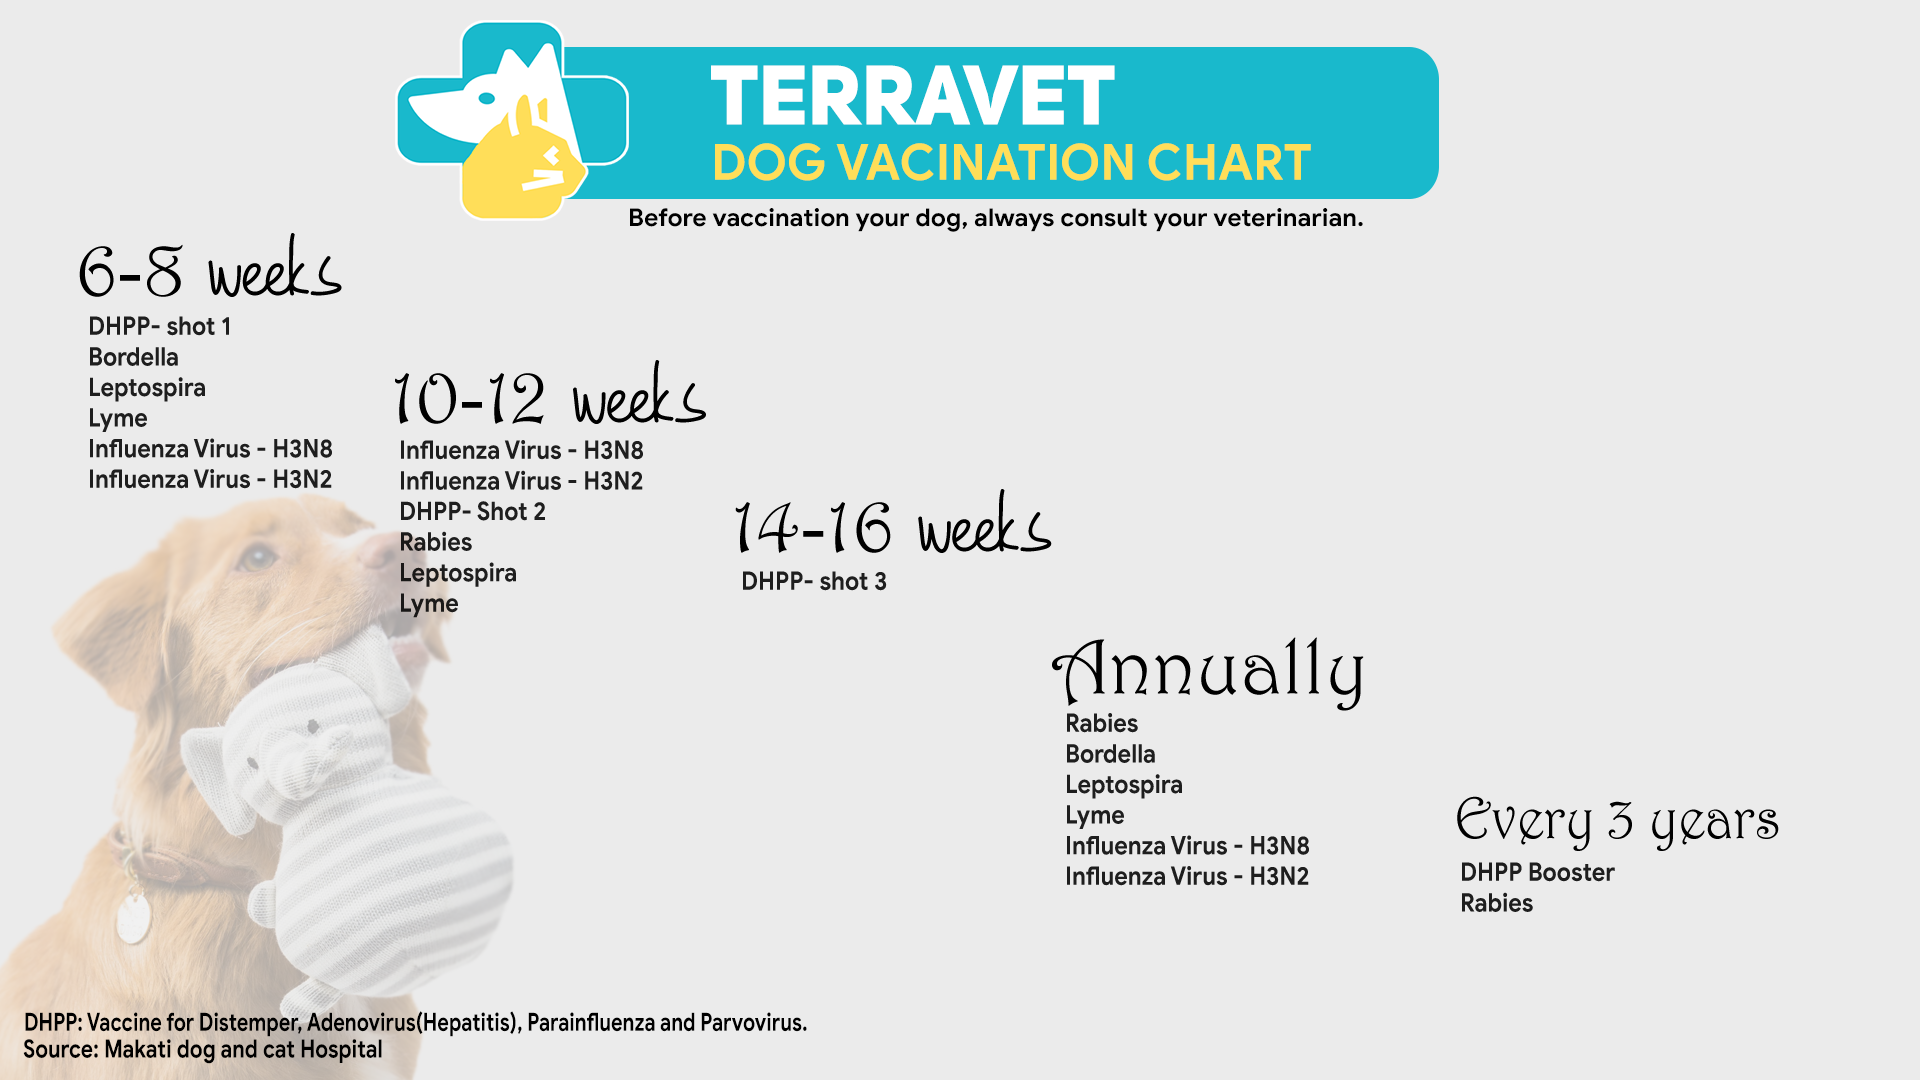 TERRAVET
DOG VACINATION CHART
Before vaccination your dog, always consult your veterinarian.
6-8 weeks
DHPP- shot 1
Bordella
Leptospira
Lyme
Influenza Virus - H3N8
Influenza Virus - H3N2
10-12 weeks
Influenza Virus - H3N8
Influenza Virus - H3N2
DHPP- Shot 2
Rabies
Leptospira
Lyme
14-16 weeks
DHPP- shot 3
Annually
Rabies
Bordella
Leptospira
Lyme
Influenza Virus - H3N8
Influenza Virus - H3N2
Every 3 years
DHPP Booster
Rabies
DHPP: Vaccine for Distemper, Adenovirus(Hepatitis), Parainfluenza and Parvovirus.
Source: Makati dog and cat Hospital